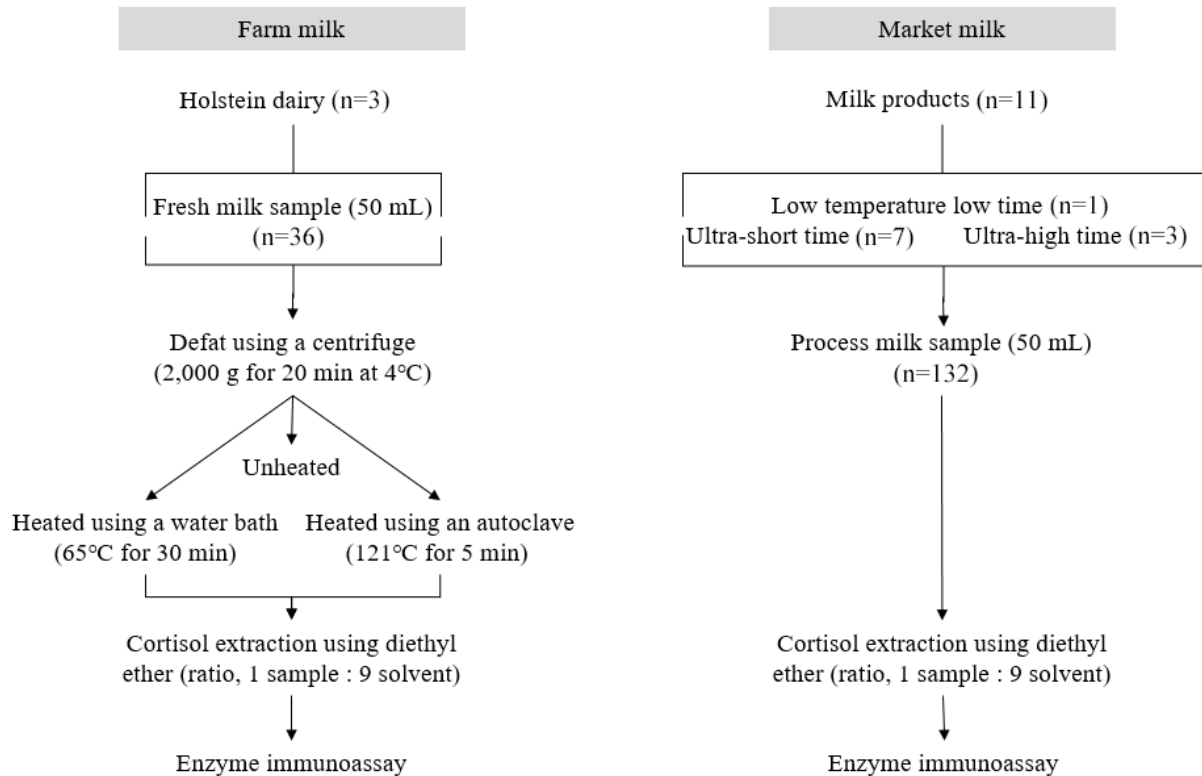 Farm milk
Holstein dairy (n=3)
Fresh milk sample (50 mL)
(n=36)
Defat using a centrifuge
(2,000 g for 20 min at 4℃)
Unheated
Heated using a water bath
(65℃ for 30 min)
Heated using an autoclave
(121℃ for 5 min)
Cortisol extraction using diethyl
ether (ratio, 1 sample : 9 solvent)
Enzyme immunoassay
Market milk
Milk products (n=11)
Low temperature low time (n=1)
Ultra-short time (n=7)
Ultra-high time (n=3)
Process milk sample (50 mL)
(n=132)
Cortisol extraction using diethyl
ether (ratio, 1 sample : 9 solvent)
Enzyme immunoassay